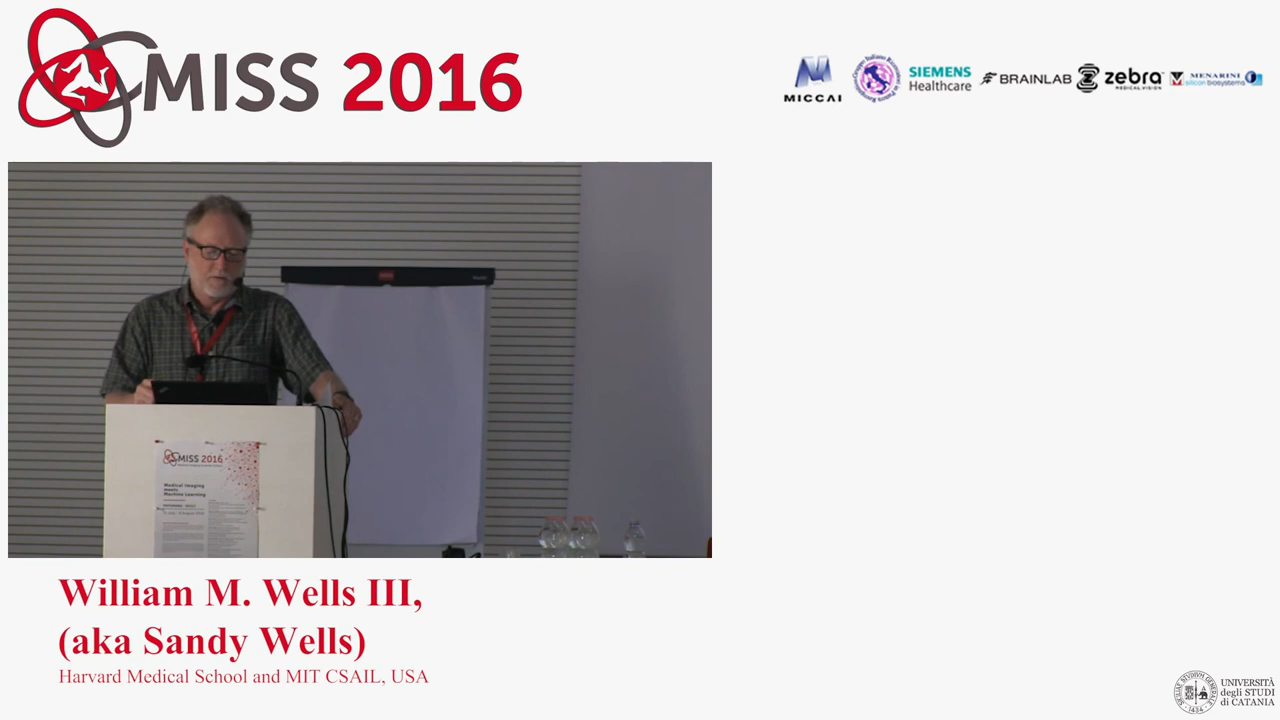 MISS 2016
MICCAI
SIEMENS
Healthcare
BRAINLAB
zebra
MEDICAL VISION
MENARINI
silicon biosystems
MISS 2016
Medical Imaging
meets
Machine Learning
William M. Wells III,
(aka Sandy Wells)
Harvard Medical School and MIT CSAIL, USA
UNIVERSITÀ
degli STUDI
di CATANIA
1434